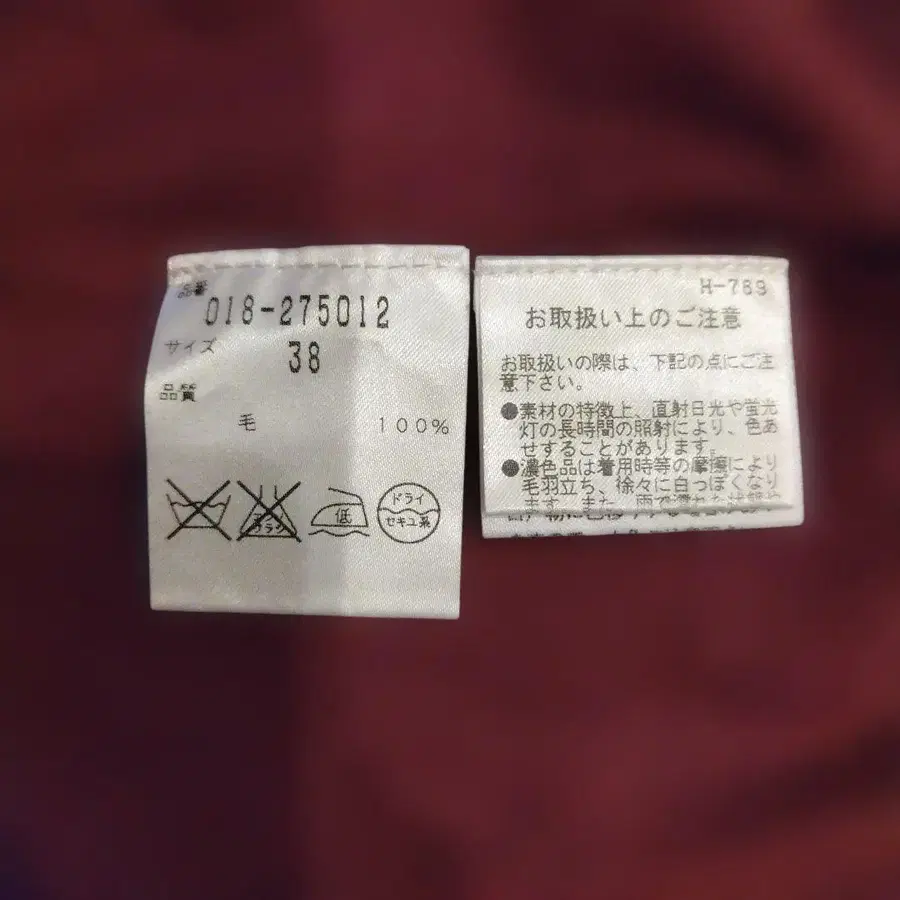 品番
018-275012
サイズ
38
品質
毛 100%
低
ドライ
セキユ系
H-789
お取扱い上のご注意
お取扱いの際は、下記の点にご注
意下さい。
●素材の特徴上、直射日光や蛍光
灯の長時間の照射により、色あ
せすることがあります。
●濃色品は着用時等の摩擦により
毛羽立ち、徐々に白っぽくなり